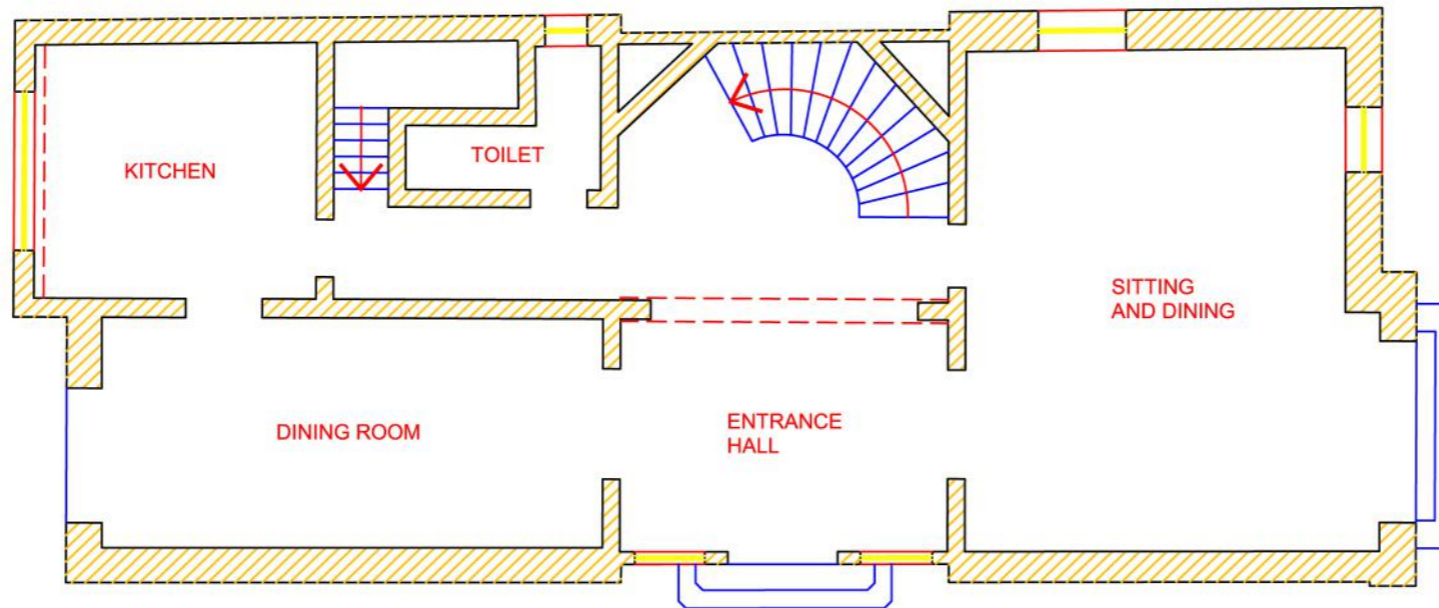 KITCHEN
TOILET
SITTING
AND DINING
DINING ROOM
ENTRANCE
HALL